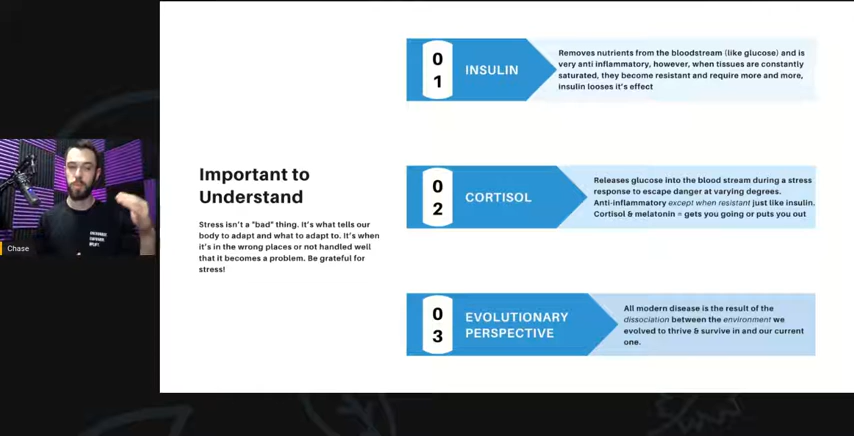 Important to
Understand
Stress isn't a "bad" thing. It's what tells our
body to adapt and what to adapt to. It's when
it's in the wrong places or not handled well
that it becomes a problem. Be grateful for
stress!
0
1
INSULIN
Removes nutrients from the bloodstream (like glucose) and is
very anti inflammatory, however, when tissues are constantly
saturated, they become resistant and require more and more,
insulin looses it's effect
0
2
CORTISOL
Releases glucose into the blood stream during a stress
response to escape danger at varying degrees.
Anti-inflammatory except when resistant just like insulin.
Cortisol & melatonin = gets you going or puts you out
0
3
EVOLUTIONARY
PERSPECTIVE
All modern disease is the result of the
dissociation between the environment we
evolved to thrive & survive in and our current
one.
Chase